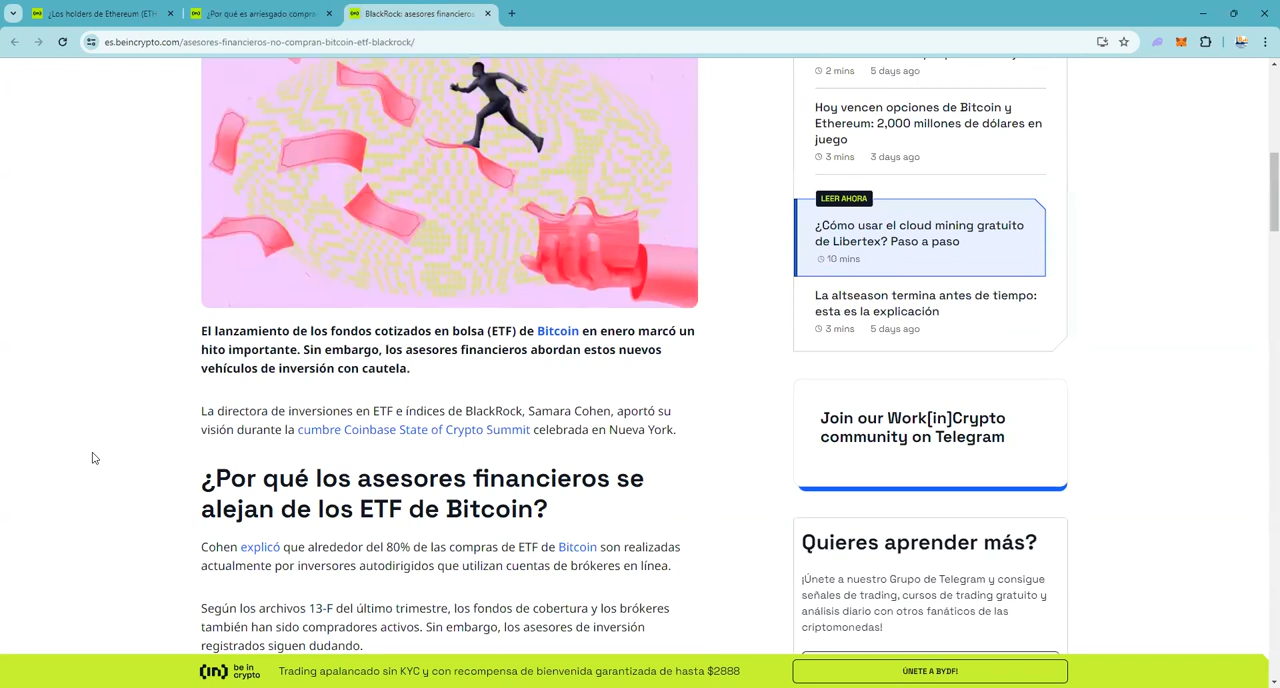 ¿Los holders de Ethereum (ETH
¿Por qué es arriesgado compra
BlackRock: asesores financieros
es.beincrypto.com/asesores-financieros-no-compran-bitcoin-etf-blackrock/
El lanzamiento de los fondos cotizados en bolsa (ETF) de Bitcoin en enero marcó un
hito importante. Sin embargo, los asesores financieros abordan estos nuevos
vehículos de inversión con cautela.
La directora de inversiones en ETF e índices de BlackRock, Samara Cohen, aportó su
visión durante la cumbre Coinbase State of Crypto Summit celebrada en Nueva York.
¿Por qué los asesores financieros se
alejan de los ETF de Bitcoin?
Cohen explicó que alrededor del 80% de las compras de ETF de Bitcoin son realizadas
actualmente por inversores autodirigidos que utilizan cuentas de brókeres en línea.
Según los archivos 13-F del último trimestre, los fondos de cobertura y los brókeres
también han sido compradores activos. Sin embargo, los asesores de inversión
registrados siguen dudando.
2 mins 5 days ago
Hoy vencen opciones de Bitcoin y
Ethereum: 2,000 millones de dólares en
juego
3 mins 3 days ago
LEER AHORA
¿Cómo usar el cloud mining gratuito
de Libertex? Paso a paso
10 mins
La altseason termina antes de tiempo:
esta es la explicación
3 mins 5 days ago
Join our Work[in]Crypto
community on Telegram
Quieres aprender más?
¡Únete a nuestro Grupo de Telegram y consigue
señales de trading, cursos de trading gratuito y
análisis diario con otros fanáticos de las
criptomonedas!
(in) be in
crypto
Trading apalancado sin KYC y con recompensa de bienvenida garantizada de hasta $2888
ÚNETE A BYDFI